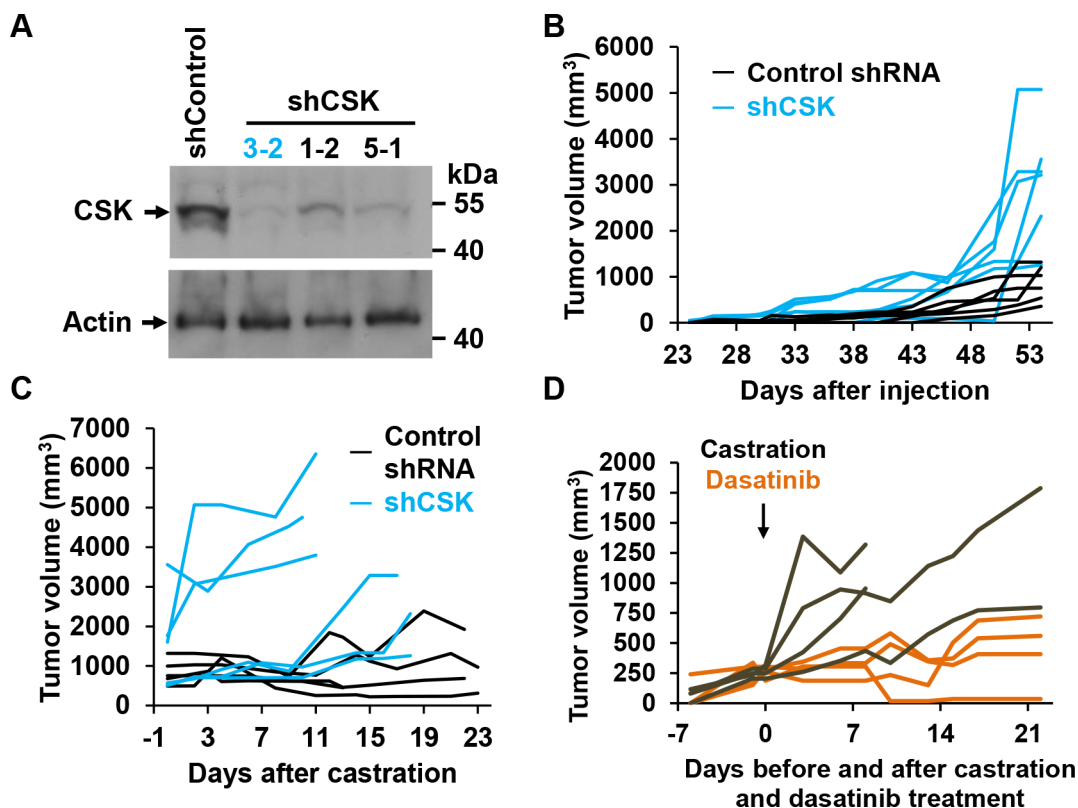 A
shControl
shCSK
3-2 1-2 5-1
kDa
CSK
55
40
Actin
40
B
Tumor volume (mm³)
6000
5000
4000
3000
2000
1000
0
Control shRNA
shCSK
23 28 33 38 43 48 53
Days after injection
C
Tumor volume (mm³)
7000
6000
5000
4000
3000
2000
1000
0
Control
shRNA
shCSK
-1 3 7 11 15 19 23
Days after castration
D
Tumor volume (mm³)
2000
1750
1500
1250
1000
750
500
250
0
Castration
Dasatinib
-7 0 7 14 21
Days before and after castration
and dasatinib treatment